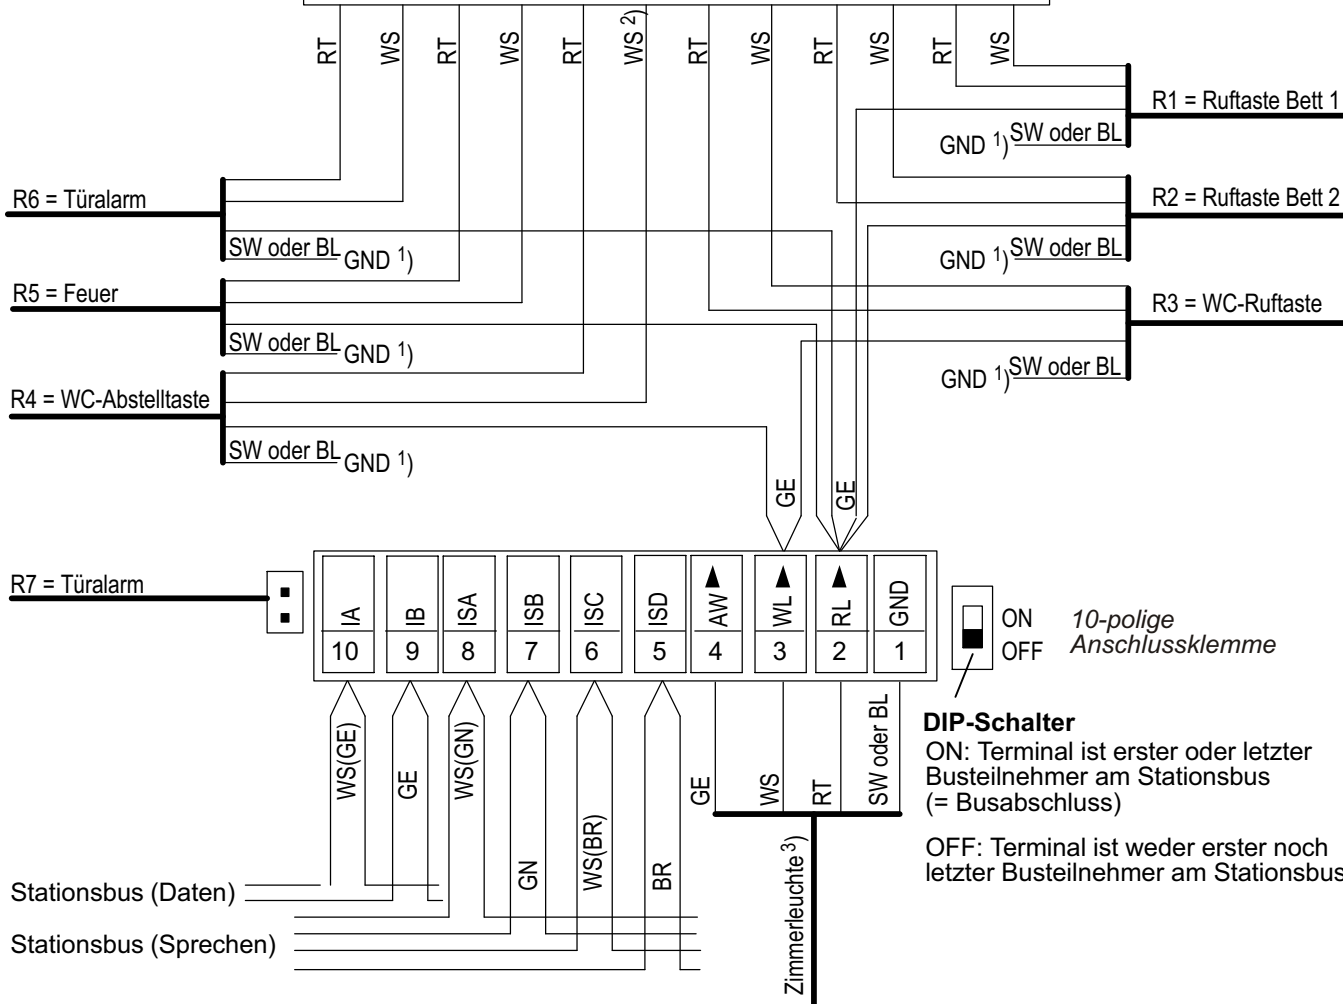 RT WS RT WS RT WS 2) RT WS RT WS RT WS
R1 = Ruftaste Bett 1
GND 1) SW oder BL
R6 = Türalarm
R2 = Ruftaste Bett 2
SW oder BL GND 1)
GND 1) SW oder BL
R5 = Feuer
R3 = WC-Ruftaste
SW oder BL GND 1)
GND 1) SW oder BL
R4 = WC-Abstelltaste
SW oder BL GND 1)
GE GE
R7 = Türalarm
IA IB ISA ISB ISC ISD AW WL RL GND
10 9 8 7 6 5 4 3 2 1
ON
OFF
10-polige
Anschlussklemme
WS(GE) GE WS(GN) GN WS(BR) BR GE WS RT SW oder BL
DIP-Schalter
ON: Terminal ist erster oder letzter
Busteilnehmer am Stationsbus
(= Busabschluss)
OFF: Terminal ist weder erster noch
letzter Busteilnehmer am Stationsbus
Stationsbus (Daten)
Stationsbus (Sprechen)
Zimmerleuchte 3)